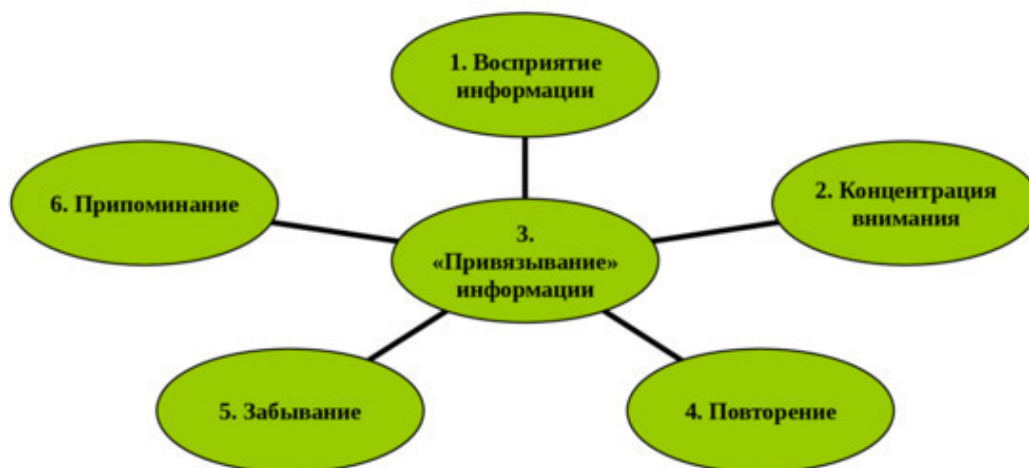 1. Восприятие
информации
2. Концентрация
внимания
3.
«Привязывание»
информации
4. Повторение
5. Забывание
6. Припоминание